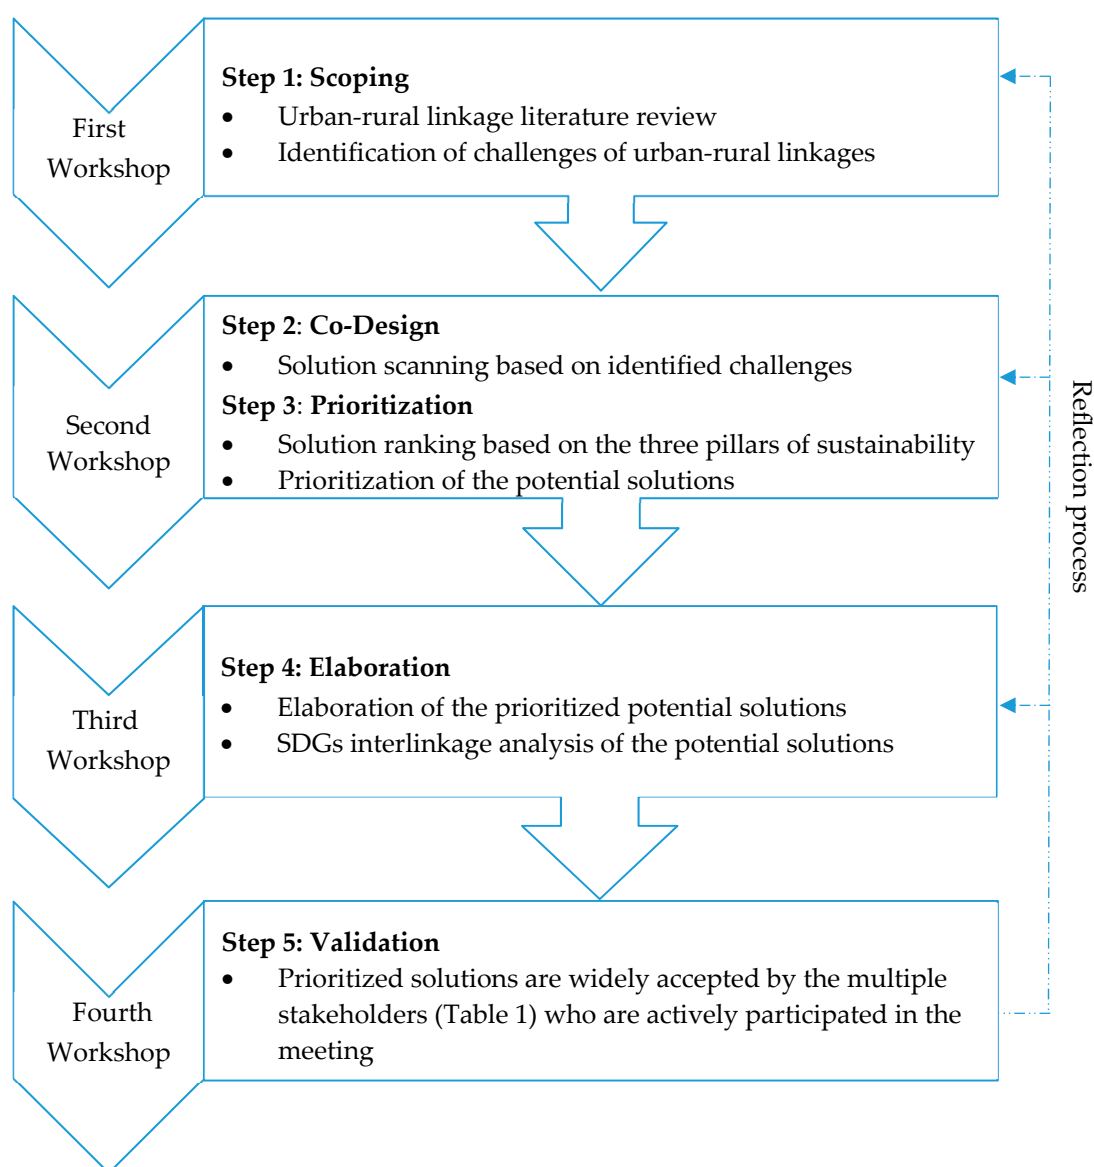 First
Workshop
Step 1: Scoping
• Urban-rural linkage literature review
• Identification of challenges of urban-rural linkages
Second
Workshop
Step 2: Co-Design
• Solution scanning based on identified challenges
Step 3: Prioritization
• Solution ranking based on the three pillars of sustainability
• Prioritization of the potential solutions
Third
Workshop
Step 4: Elaboration
• Elaboration of the prioritized potential solutions
• SDGs interlinkage analysis of the potential solutions
Fourth
Workshop
Step 5: Validation
• Prioritized solutions are widely accepted by the multiple
stakeholders (Table 1) who are actively participated in the
meeting
Reflection process